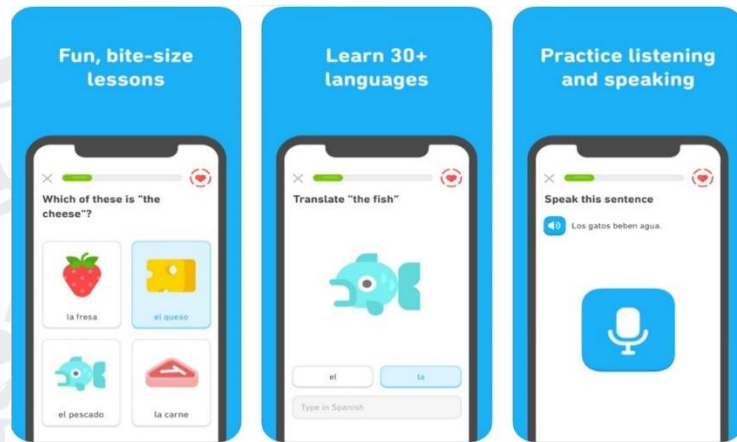 Fun, bite-size
lessons
Which of these is "the
cheese"?
la fresa
el queso
el pescado
la carne
Learn 30+
languages
Translate "the fish"
el
la
Type in Spanish
Practice listening
and speaking
Speak this sentence
Los gatos beben agua.